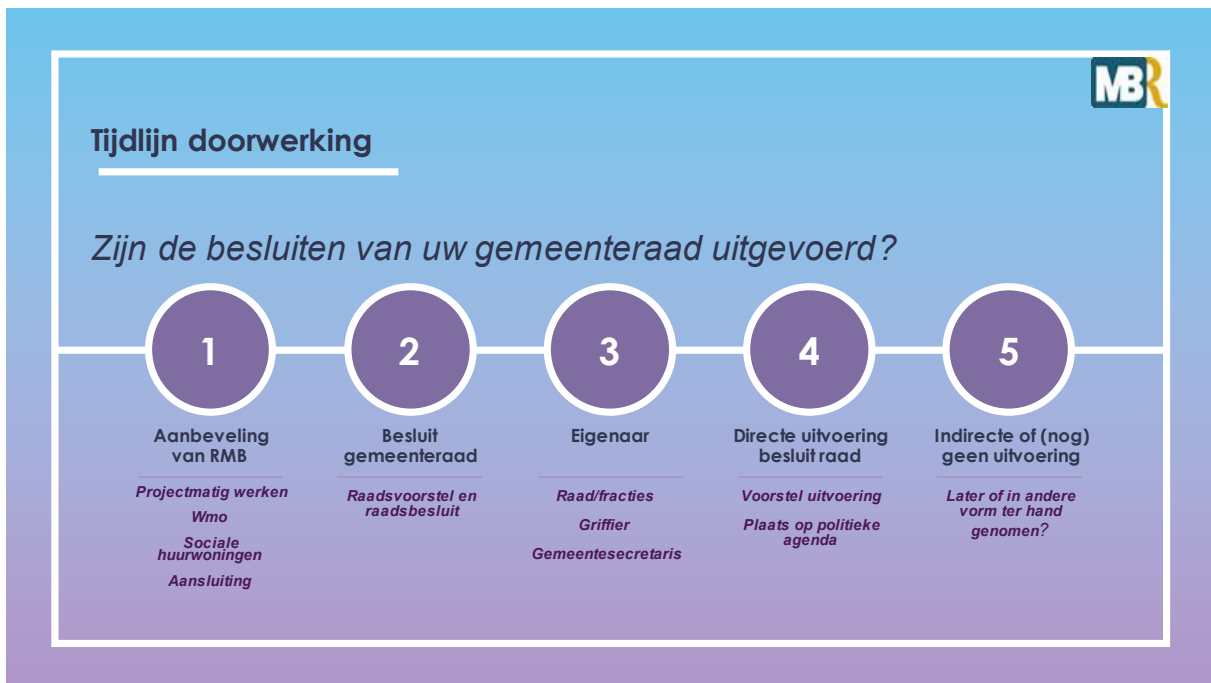 MBR
Tijdlijn doorwerking
Zijn de besluiten van uw gemeenteraad uitgevoerd?
1
2
3
4
5
Aanbeveling
van RMB
Projectmatig werken
Wmo
Sociale
huurwoningen
Aansluiting
Besluit
gemeenteraad
Raadsvoorstel en
raadsbesluit
Eigenaar
Raad/fracties
Griffier
Gemeentesecretaris
Directe uitvoering
besluit raad
Voorstel uitvoering
Plaats op politieke
agenda
Indirecte of (nog)
geen uitvoering
Later of in andere
vorm ter hand
genomen?